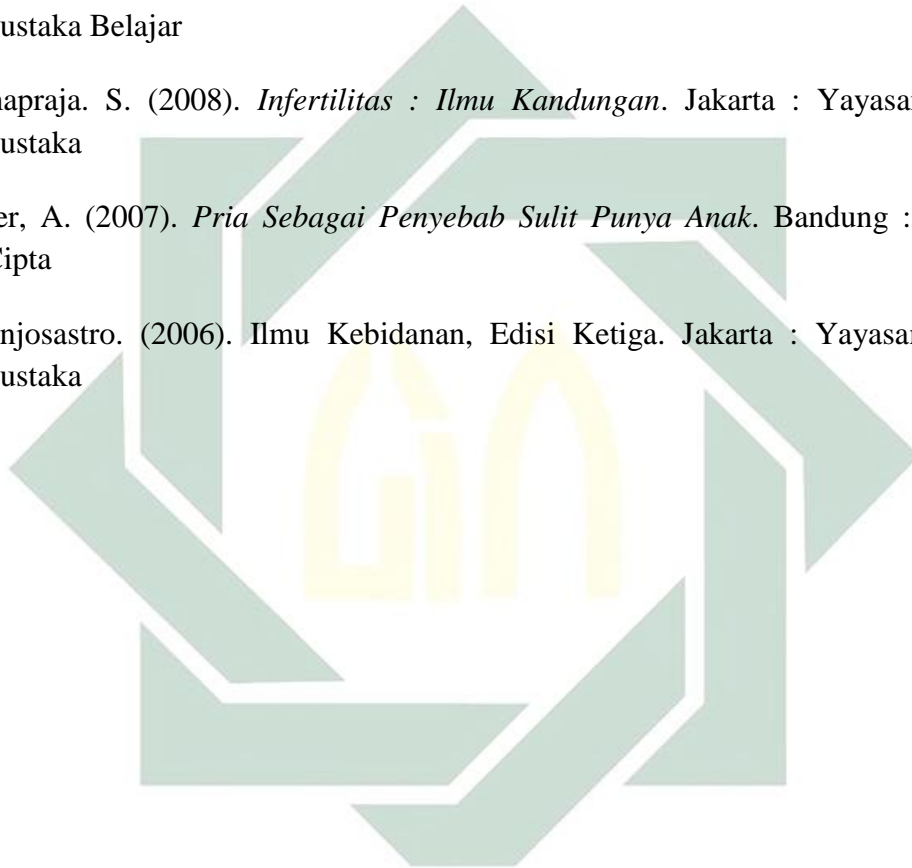 ustaka Belajar
napraja. S. (2008). Infertilitas : Ilmu Kandungan. Jakarta : Yayasan
ustaka
er, A. (2007). Pria Sebagai Penyebab Sulit Punya Anak. Bandung :
Cipta
njosastro. (2006). Ilmu Kebidanan, Edisi Ketiga. Jakarta : Yayasan
ustaka